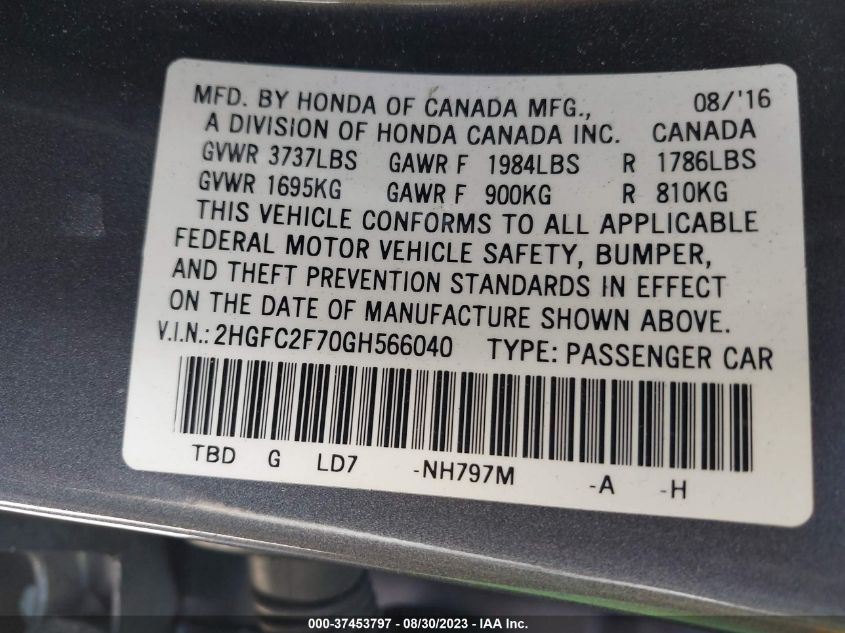 MFD. BY HONDA OF CANADA MFG., 08/'16
A DIVISION OF HONDA CANADA INC. CANADA
GVWR 3737LBS GAWR F 1984LBS R 1786LBS
GVWR 1695KG GAWR F 900KG R 810KG
THIS VEHICLE CONFORMS TO ALL APPLICABLE
FEDERAL MOTOR VEHICLE SAFETY, BUMPER,
AND THEFT PREVENTION STANDARDS IN EFFECT
ON THE DATE OF MANUFACTURE SHOWN ABOVE.
V.I.N.: 2HGFC2F70GH566040 TYPE: PASSENGER CAR
TBD G LD7 -NH797M -A -H
000-37453797 - 08/30/2023 - IAA Inc.